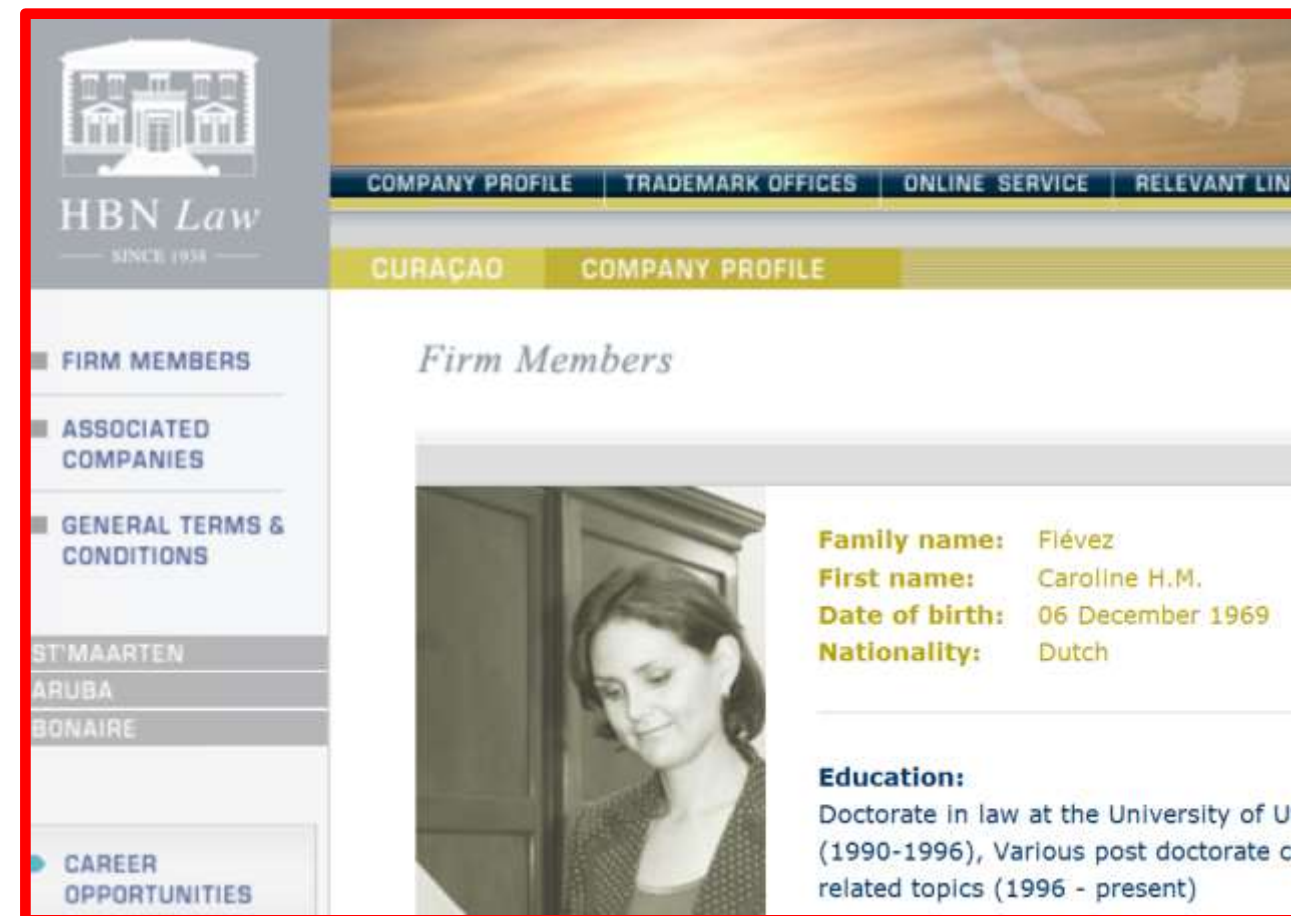 HBN Law
SINCE 1938
COMPANY PROFILE
TRADEMARK OFFICES
ONLINE SERVICE
RELEVANT LIN
CURAÇAO
COMPANY PROFILE
FIRM MEMBERS
ASSOCIATED
COMPANIES
GENERAL TERMS &
CONDITIONS
ST'MAARTEN
ARUBA
BONAIRE
CAREER
OPPORTUNITIES
Firm Members
Family name: Fiévez
First name: Caroline H.M.
Date of birth: 06 December 1969
Nationality: Dutch
Education:
Doctorate in law at the University of U
(1990-1996), Various post doctorate c
related topics (1996 - present)